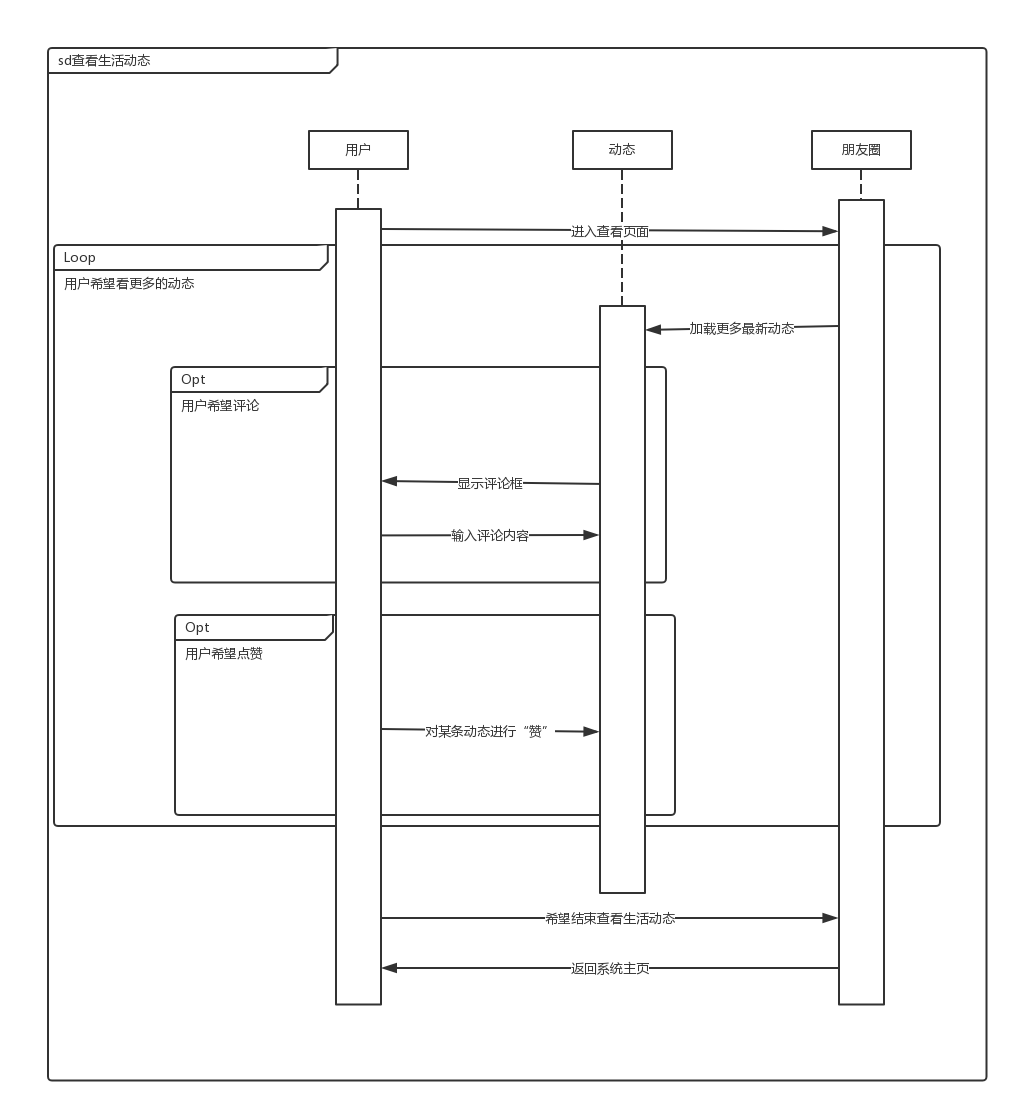 sd查看生活动态
用户
动态
朋友圈
进入查看页面
Loop
用户希望看更多的动态
加载更多最新动态
Opt
用户希望评论
显示评论框
输入评论内容
Opt
用户希望点赞
对某条动态进行“赞”
希望结束查看生活动态
返回系统主页